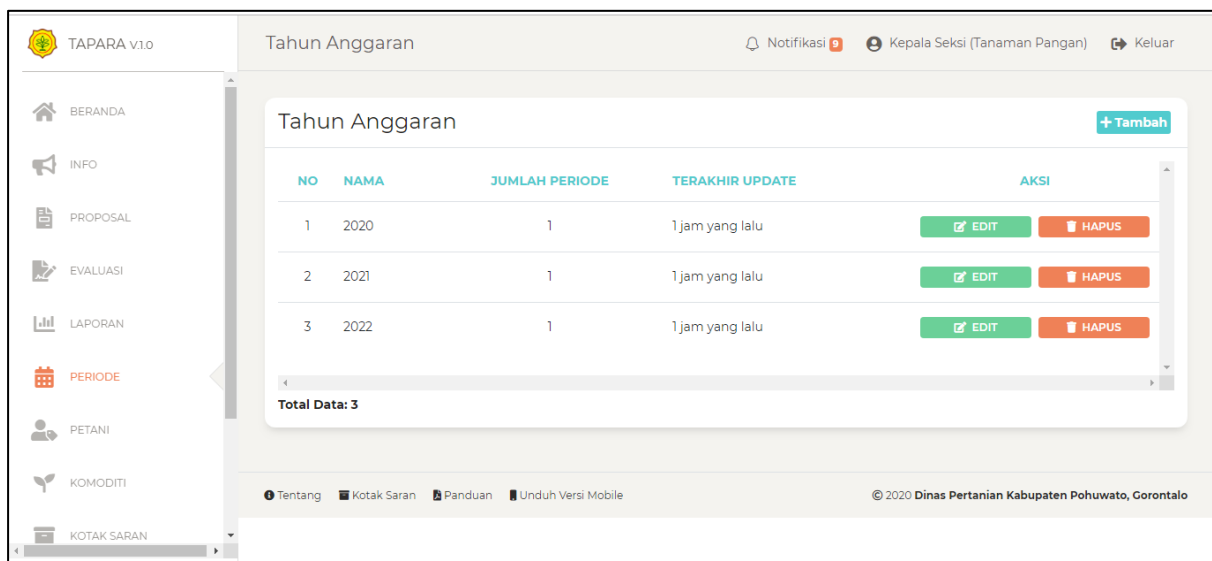 TAPARA V.1.0
BERANDA
INFO
PROPOSAL
EVALUASI
LAPORAN
PERIODE
PETANI
KOMODITI
KOTAK SARAN
Tahun Anggaran Notifikasi 9 Kepala Seksi (Tanaman Pangan) Keluar
Tahun Anggaran + Tambah
NO NAMA JUMLAH PERIODE TERAKHIR UPDATE AKSI
1 2020 1 1 jam yang lalu EDIT HAPUS
2 2021 1 1 jam yang lalu EDIT HAPUS
3 2022 1 1 jam yang lalu EDIT HAPUS
Total Data: 3
Tentang Kotak Saran Panduan Unduh Versi Mobile © 2020 Dinas Pertanian Kabupaten Pohuwato, Gorontalo